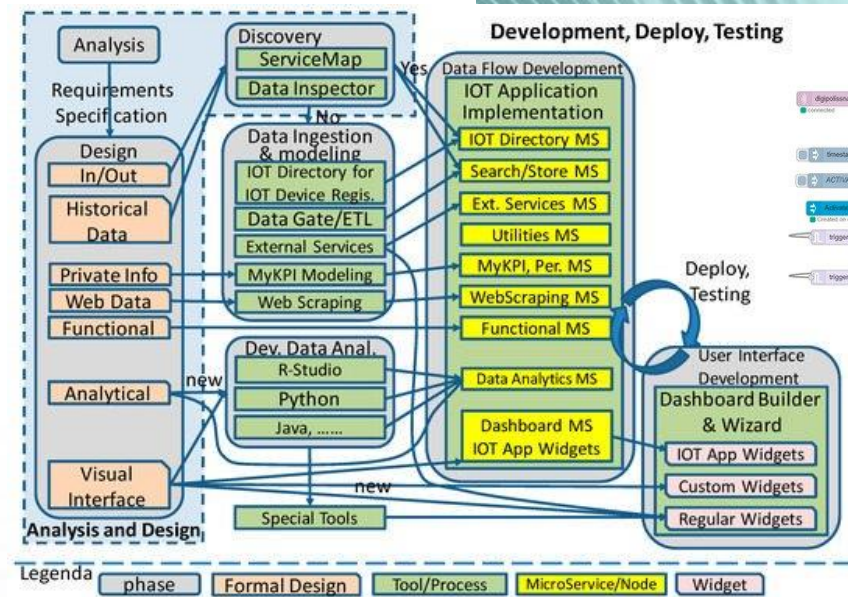 Development, Deploy, Testing
Analysis
Requirements
Specification
Discovery
ServiceMap
Data Inspector
Yes
No
Design
In/Out
Historical
Data
Private Info
Web Data
Functional
Analytical
Visual
Interface
Analysis and Design
Data Ingestion
& modeling
IOT Directory for
IOT Device Regis.
Data Gate/ETL
External Services
MyKPI Modeling
Web Scraping
new
Dev. Data Anal.
R-Studio
Python
Java, ......
new
Special Tools
Data Flow Development
IOT Application
Implementation
IOT Directory MS
Search/Store MS
Ext. Services MS
Utilities MS
MyKPI, Per. MS
WebScraping MS
Functional MS
Data Analytics MS
Dashboard MS
IOT App Widgets
Deploy,
Testing
User Interface
Development
Dashboard Builder
& Wizard
IOT App Widgets
Custom Widgets
Regular Widgets
connected
trigger
trigger
Legenda
phase
Formal Design
Tool/Process
MicroService/Node
Widget